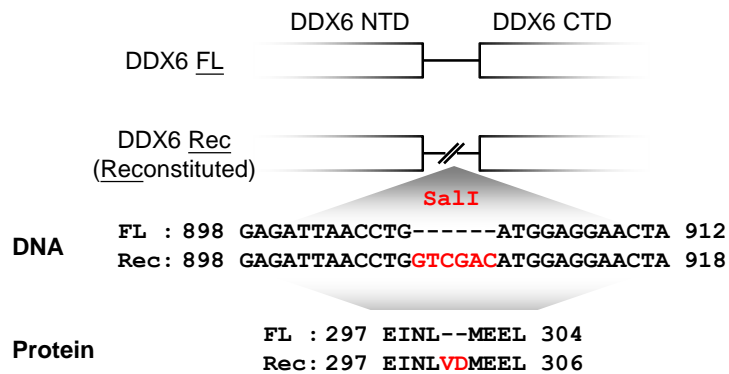 DDX6 NTD DDX6 CTD
DDX6 FL
DDX6 Rec
(Reconstituted)
SalI
DNA
FL : 898 GAGATTAACCTG------ATGGAGGAACTA 912
Rec: 898 GAGATTAACCTGGTCGACATGGAGGAACTA 918
Protein
FL : 297 EINL--MEEL 304
Rec: 297 EINLVDMEEL 306